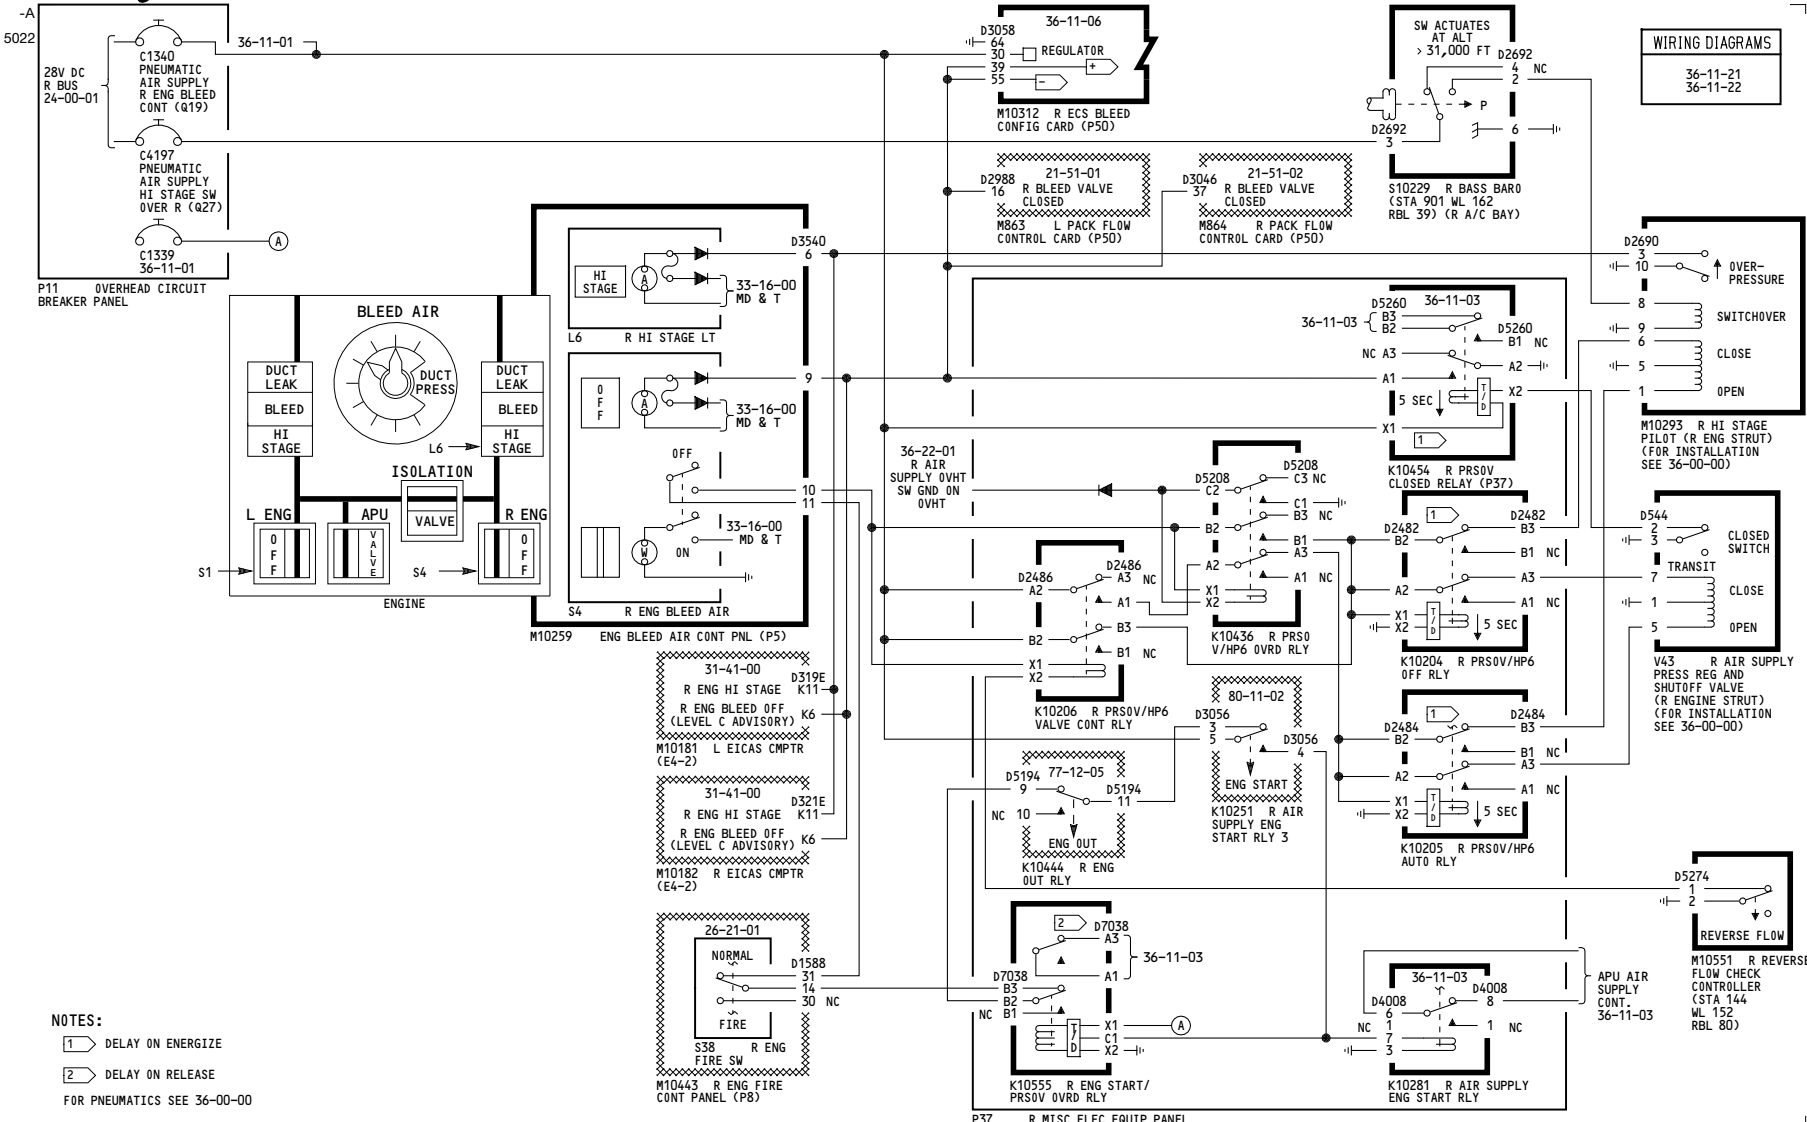 -A
5022
28V DC
R BUS
24-00-01
C1340
PNEUMATIC
AIR SUPPLY
R ENG BLEED
CONT (Q19)
C4197
PNEUMATIC
AIR SUPPLY
HI STAGE SW
OVER R (Q27)
C1339
36-11-01
A
P11 OVERHEAD CIRCUIT
BREAKER PANEL
36-11-01
D3058
64
30
39
55
36-11-06
REGULATOR
+
-
M10312 R ECS BLEED
CONFIG CARD (P50)
SW ACTUATES
AT ALT
> 31,000 FT
D2692
4 NC
2
P
D2692
3
6
S10229 R BASS BARO
(STA 901 WL 162
RBL 39) (R A/C BAY)
WIRING DIAGRAMS
36-11-21
36-11-22
D2988
16
21-51-01
R BLEED VALVE
CLOSED
M863 L PACK FLOW
CONTROL CARD (P50)
D3046
37
21-51-02
R BLEED VALVE
CLOSED
M864 R PACK FLOW
CONTROL CARD (P50)
BLEED AIR
DUCT
PRESS
DUCT
LEAK
BLEED
HI
STAGE
DUCT
LEAK
BLEED
HI
STAGE
L6
ISOLATION
VALVE
L ENG
APU
R ENG
OFF
VALVE
OFF
S1
S4
ENGINE
HI
STAGE
A
33-16-00
MD & T
L6 R HI STAGE LT
D3540
6
OFF
A
33-16-00
MD & T
9
OFF
10
11
W
ON
33-16-00
MD & T
S4 R ENG BLEED AIR
M10259 ENG BLEED AIR CONT PNL (P5)
31-41-00
R ENG HI STAGE
D319E
K11
R ENG BLEED OFF
(LEVEL C ADVISORY)
K6
M10181 L EICAS CMPTR
(E4-2)
31-41-00
R ENG HI STAGE
D321E
K11
R ENG BLEED OFF
(LEVEL C ADVISORY)
K6
M10182 R EICAS CMPTR
(E4-2)
26-21-01
NORMAL
FIRE
D1588
31
14
30 NC
S38 R ENG
FIRE SW
M10443 R ENG FIRE
CONT PANEL (P8)
36-11-03
D5260
B3
B2
36-11-03
D5260
B1 NC
NC A3
A2
A1
5 SEC
T/D
X2
X1
1
K10454 R PRSOV
CLOSED RELAY (P37)
D2690
3
10
8
9
6
5
1
OVER-
PRESSURE
SWITCHOVER
CLOSE
OPEN
M10293 R HI STAGE
PILOT (R ENG STRUT)
(FOR INSTALLATION
SEE 36-00-00)
36-22-01
R AIR
SUPPLY OVHT
SW GND ON
OVHT
D5208
C2
B2
A2
X1
X2
D5208
C3 NC
C1
B3 NC
B1
A3
A1 NC
K10436 R PRSO
V/HP6 OVRD RLY
D2486
A2
B2
X1
X2
D2486
A3 NC
A1
B3
B1 NC
K10206 R PRSOV/HP6
VALVE CONT RLY
D2482
B2
A2
X1
X2
1
D2482
B3
B1 NC
A3
A1 NC
T/D
5 SEC
K10204 R PRSOV/HP6
OFF RLY
D544
2
3
7
1
5
CLOSED
SWITCH
TRANSIT
CLOSE
OPEN
V43 R AIR SUPPLY
PRESS REG AND
SHUTOFF VALVE
(R ENGINE STRUT)
(FOR INSTALLATION
SEE 36-00-00)
D2484
B2
A2
X1
X2
1
D2484
B3
B1 NC
A3
A1 NC
T/D
5 SEC
K10205 R PRSOV/HP6
AUTO RLY
80-11-02
D3056
3
5
D3056
4
ENG START
K10251 R AIR
SUPPLY ENG
START RLY 3
77-12-05
D5194
9
NC 10
D5194
11
ENG OUT
K10444 R ENG
OUT RLY
D5274
1
2
REVERSE FLOW
M10551 R REVERSE
FLOW CHECK
CONTROLLER
(STA 144
WL 152
RBL 80)
2
D7038
A3
A1
36-11-03
D7038
B3
B2
NC B1
T/D
X1
C1
X2
A
K10555 R ENG START/
PRSOV OVRD RLY
36-11-03
D4008
6
NC 1
7
3
D4008
8
1 NC
APU AIR
SUPPLY
CONT.
36-11-03
K10281 R AIR SUPPLY
ENG START RLY
P37 R MISC ELEC EQUIP PANEL
NOTES:
1 DELAY ON ENERGIZE
2 DELAY ON RELEASE
FOR PNEUMATICS SEE 36-00-00